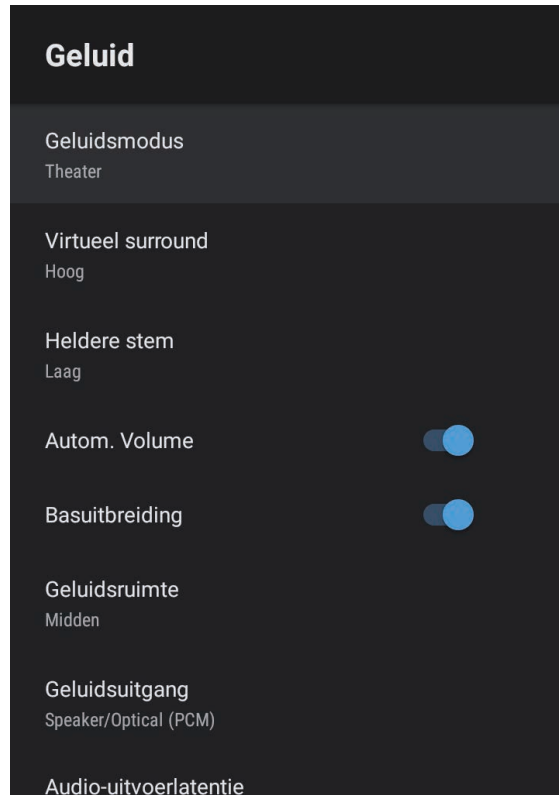 Geluid
Geluidsmodus
Theater
Virtueel surround
Hoog
Heldere stem
Laag
Autom. Volume
Basuitbreiding
Geluidsruimte
Midden
Geluidsuitgang
Speaker/Optical (PCM)
Audio-uitvoerlatentie